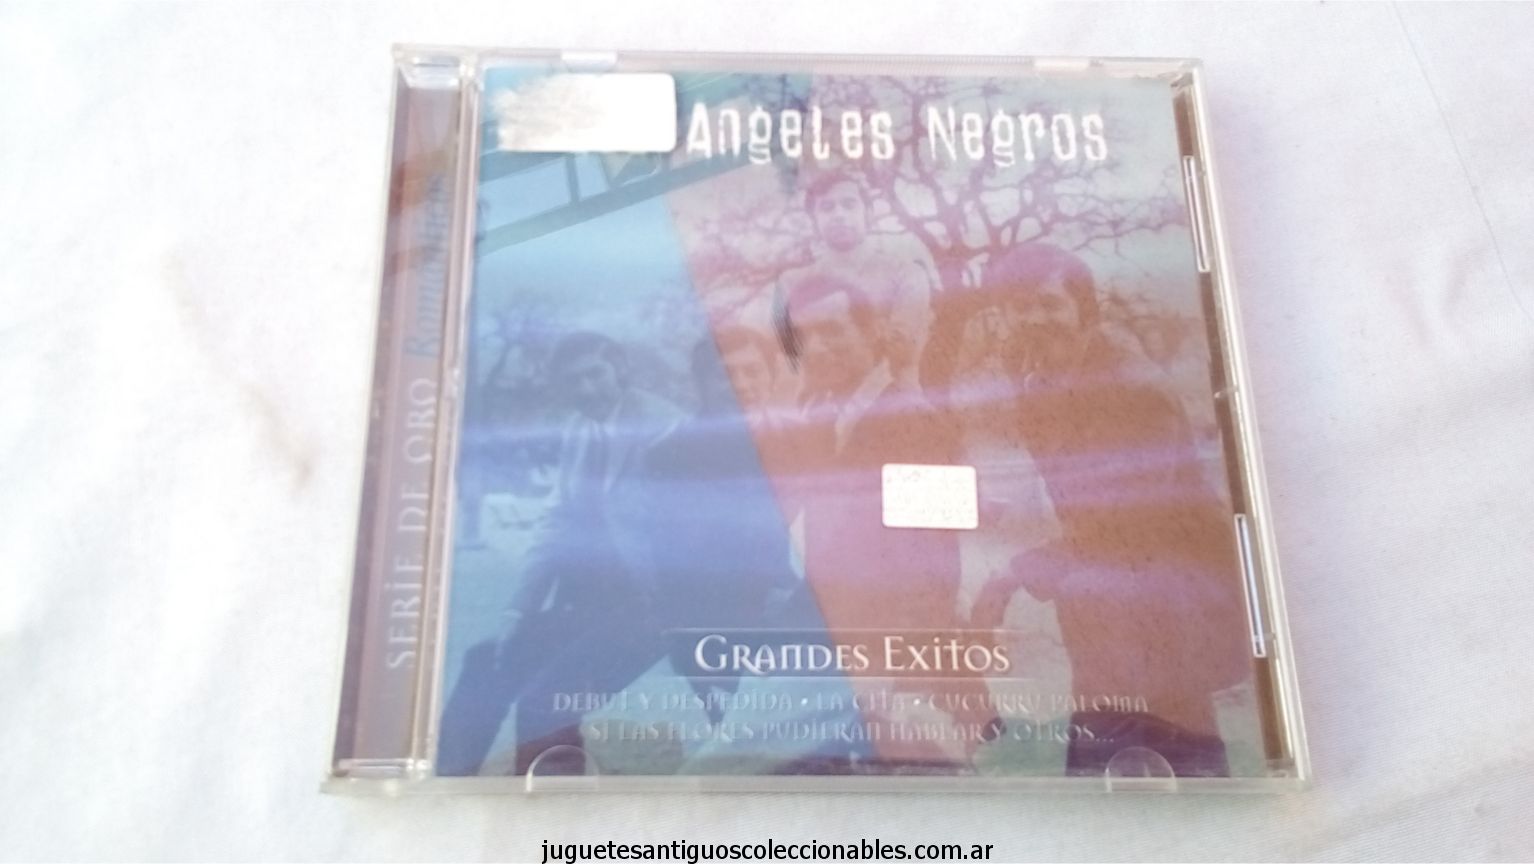 Angeles Negros
SERIE DE ORO Romanticos
GRANDES EXITOS
DEBUT Y DESPEDIDA • LA CITA • CUCURRU PALOMA
SI LAS FLORES PUDIERAN HABLAR Y OTROS...
juguetesantiguoscoleccionables.com.ar